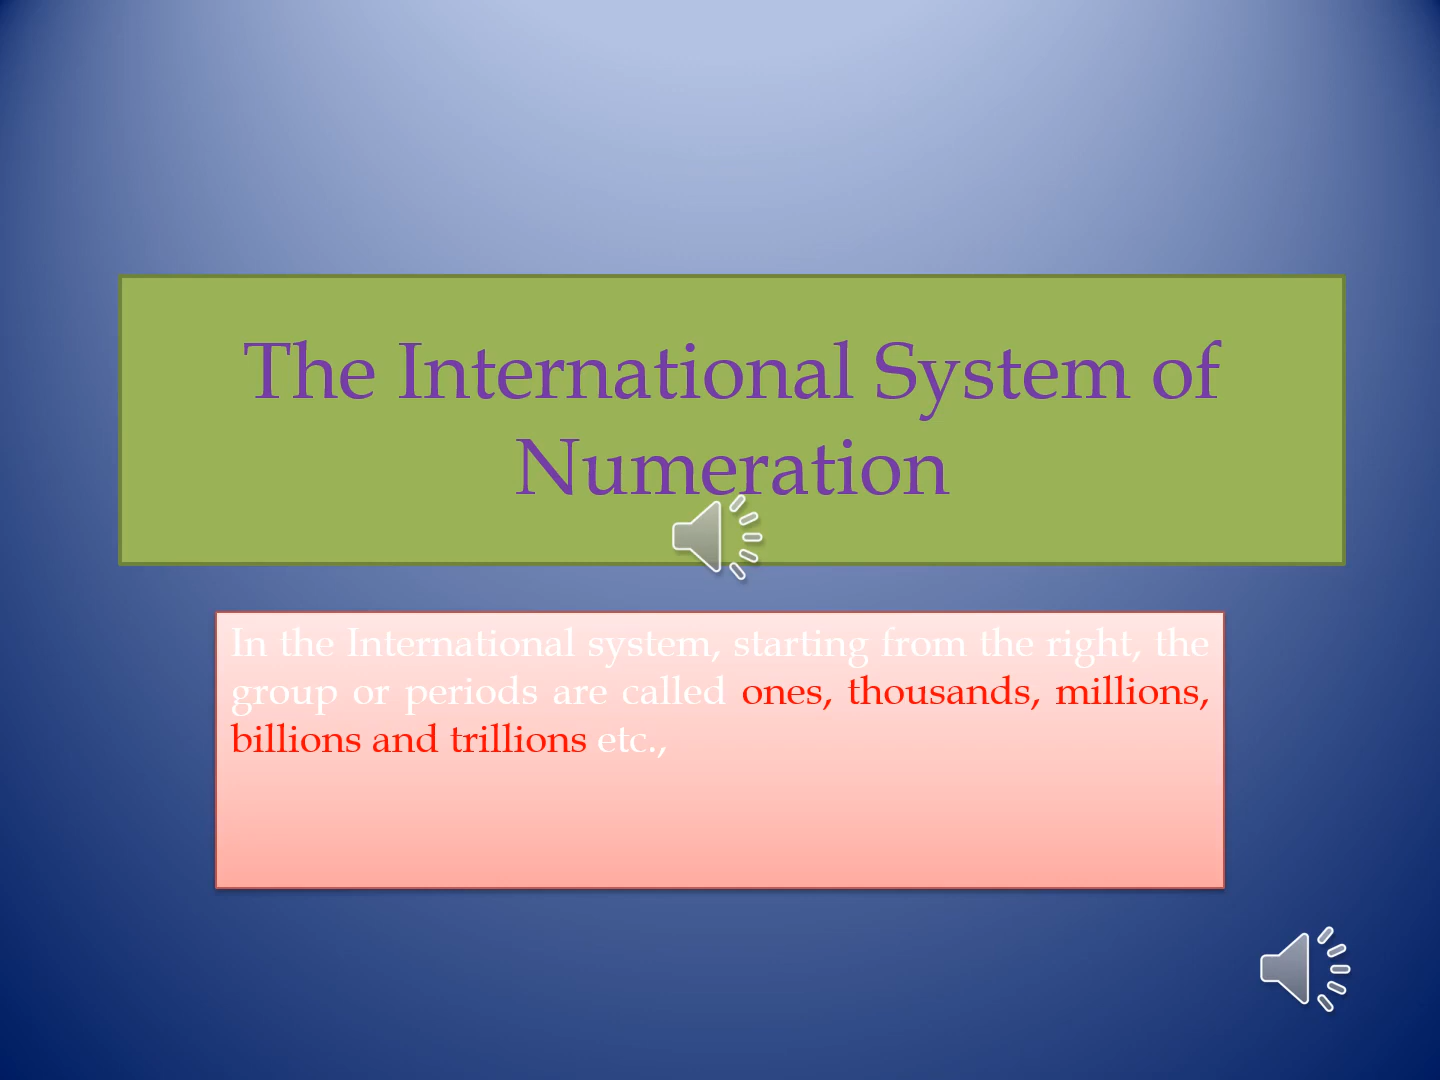 The International System of
Numeration
In the International system, starting from the right, the
group or periods are called ones, thousands, millions,
billions and trillions etc.,